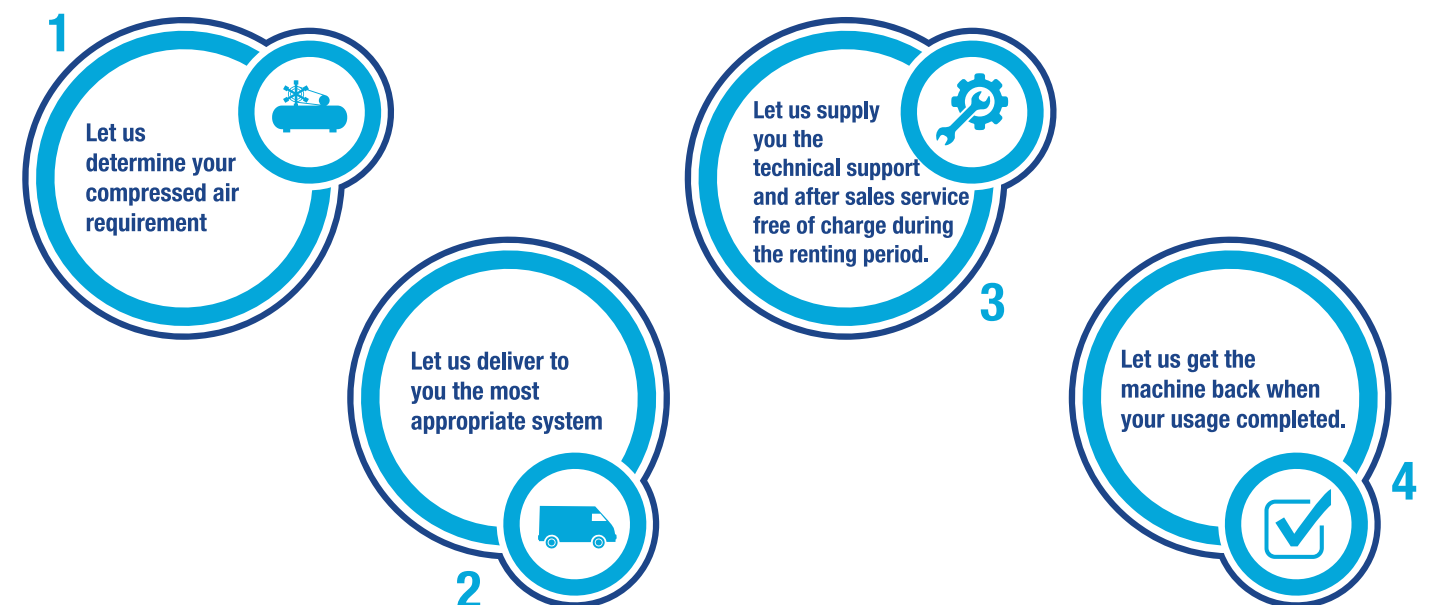 1
Let us
determine your
compressed air
requirement
2
Let us deliver to
you the most
appropriate system
3
Let us supply
you the
technical support
and after sales service
free of charge during
the renting period.
4
Let us get the
machine back when
your usage completed.